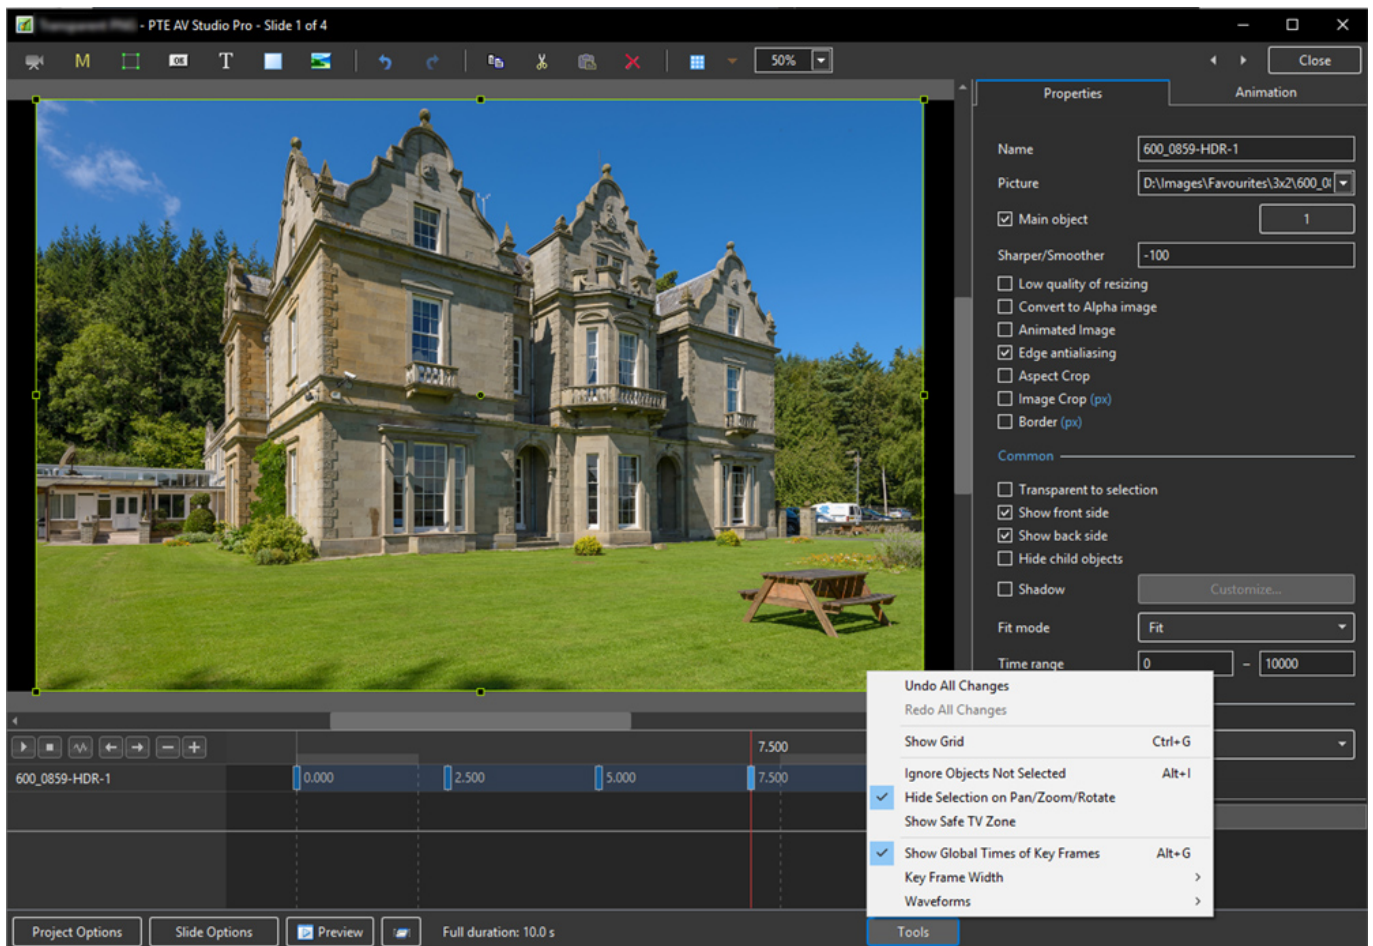 - PTE AV Studio Pro - Slide 1 of 4
M
OK
T
50%
Close
Properties
Animation
Name
600_0859-HDR-1
Picture
D:\Images\Favourites\3x2\600_0
Main object
1
Sharper/Smoother
-100
Low quality of resizing
Convert to Alpha image
Animated Image
Edge antialiasing
Aspect Crop
Image Crop (px)
Border (px)
Common
Transparent to selection
Show front side
Show back side
Hide child objects
Shadow
Customize...
Fit mode
Fit
Time range
0 – 10000
Undo All Changes
Redo All Changes
Show Grid Ctrl+G
Ignore Objects Not Selected Alt+I
Hide Selection on Pan/Zoom/Rotate
Show Safe TV Zone
Show Global Times of Key Frames Alt+G
Key Frame Width
Waveforms
7.500
600_0859-HDR-1
0.000 2.500 5.000 7.500
Project Options
Slide Options
Preview
Full duration: 10.0 s
Tools